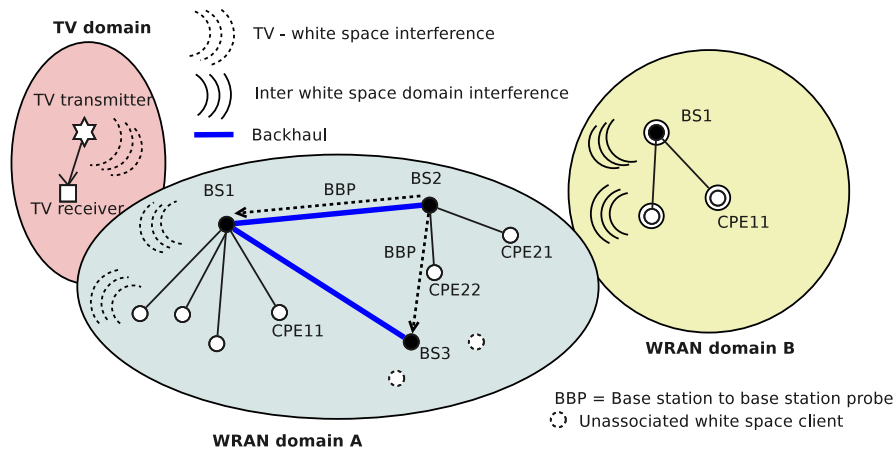 TV domain
TV - white space interference
TV transmitter
Inter white space domain interference
Backhaul
BS1
BS1
BBP
BS2
TV receiver
BBP
CPE21
CPE11
CPE22
CPE11
BS3
WRAN domain B
BBP = Base station to base station probe
Unassociated white space client
WRAN domain A